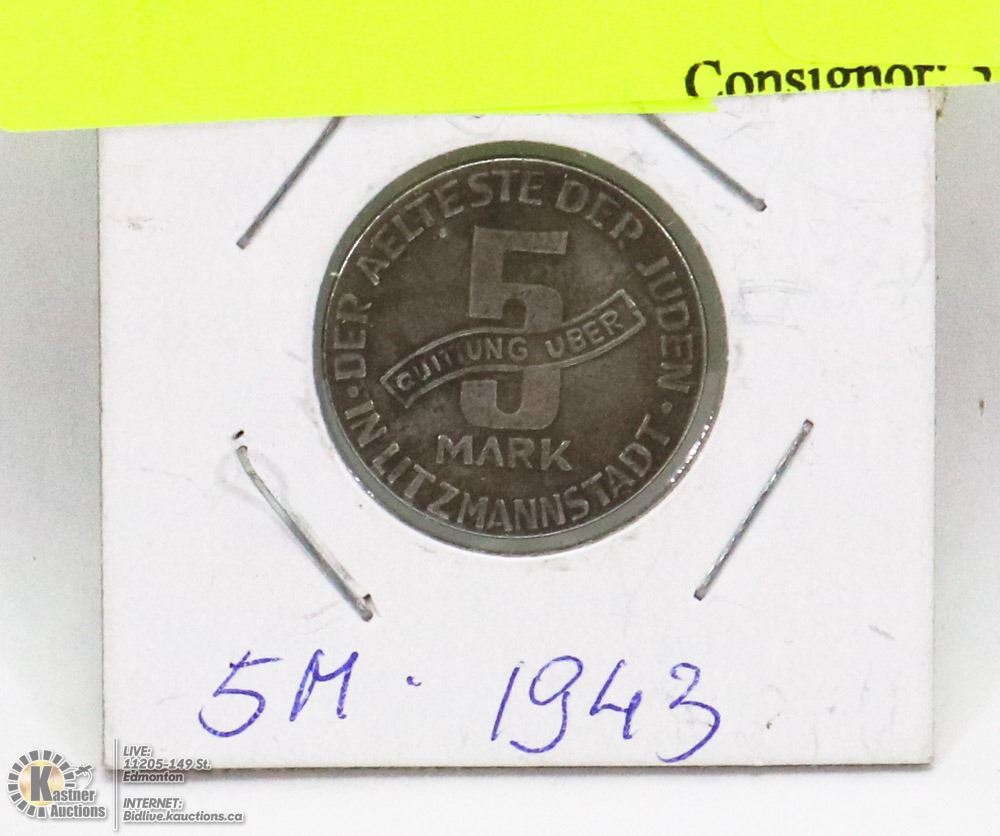 Consignor:
· DER AELTESTE DER JUDEN ·
5
QUITTUNG UBER
MARK
IN LITZMANNSTADT
5M. 1943
Kastner
Auctions
LIVE:
11205-149 St.
Edmonton
INTERNET:
Bidlive.kauctions.ca